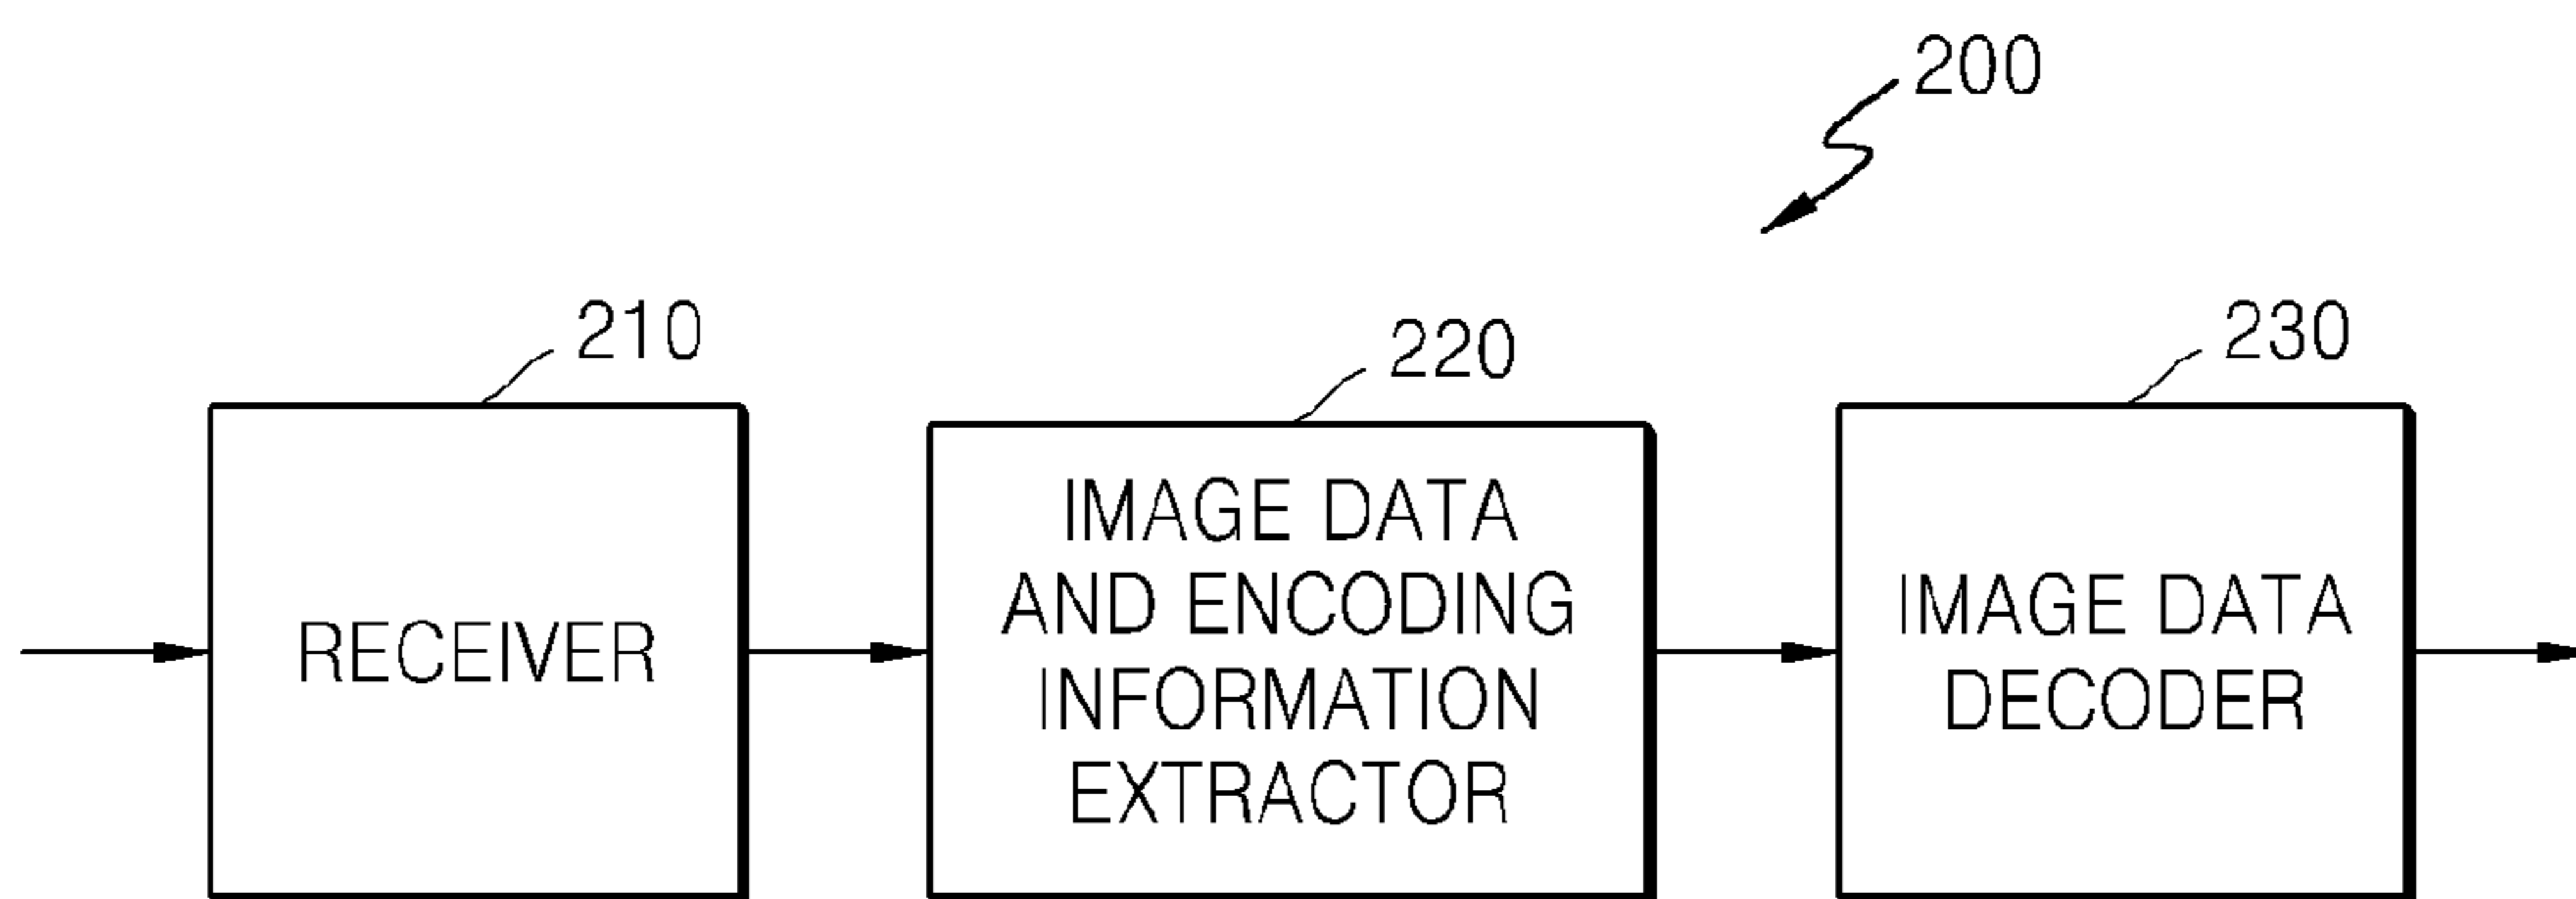 200
210
220
230
RECEIVER
IMAGE DATA
AND ENCODING
INFORMATION
EXTRACTOR
IMAGE DATA
DECODER